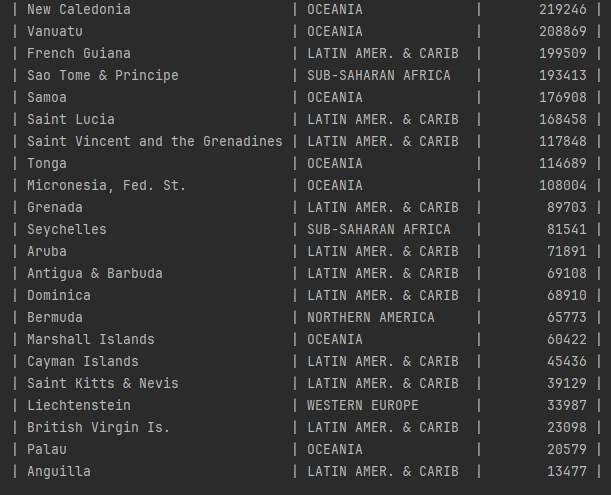 | New Caledonia | OCEANIA | 219246 |
| Vanuatu | OCEANIA | 208869 |
| French Guiana | LATIN AMER. & CARIB | 199509 |
| Sao Tome & Principe | SUB-SAHARAN AFRICA | 193413 |
| Samoa | OCEANIA | 176908 |
| Saint Lucia | LATIN AMER. & CARIB | 168458 |
| Saint Vincent and the Grenadines | LATIN AMER. & CARIB | 117848 |
| Tonga | OCEANIA | 114689 |
| Micronesia, Fed. St. | OCEANIA | 108004 |
| Grenada | LATIN AMER. & CARIB | 89703 |
| Seychelles | SUB-SAHARAN AFRICA | 81541 |
| Aruba | LATIN AMER. & CARIB | 71891 |
| Antigua & Barbuda | LATIN AMER. & CARIB | 69108 |
| Dominica | LATIN AMER. & CARIB | 68910 |
| Bermuda | NORTHERN AMERICA | 65773 |
| Marshall Islands | OCEANIA | 60422 |
| Cayman Islands | LATIN AMER. & CARIB | 45436 |
| Saint Kitts & Nevis | LATIN AMER. & CARIB | 39129 |
| Liechtenstein | WESTERN EUROPE | 33987 |
| British Virgin Is. | LATIN AMER. & CARIB | 23098 |
| Palau | OCEANIA | 20579 |
| Anguilla | LATIN AMER. & CARIB | 13477 |